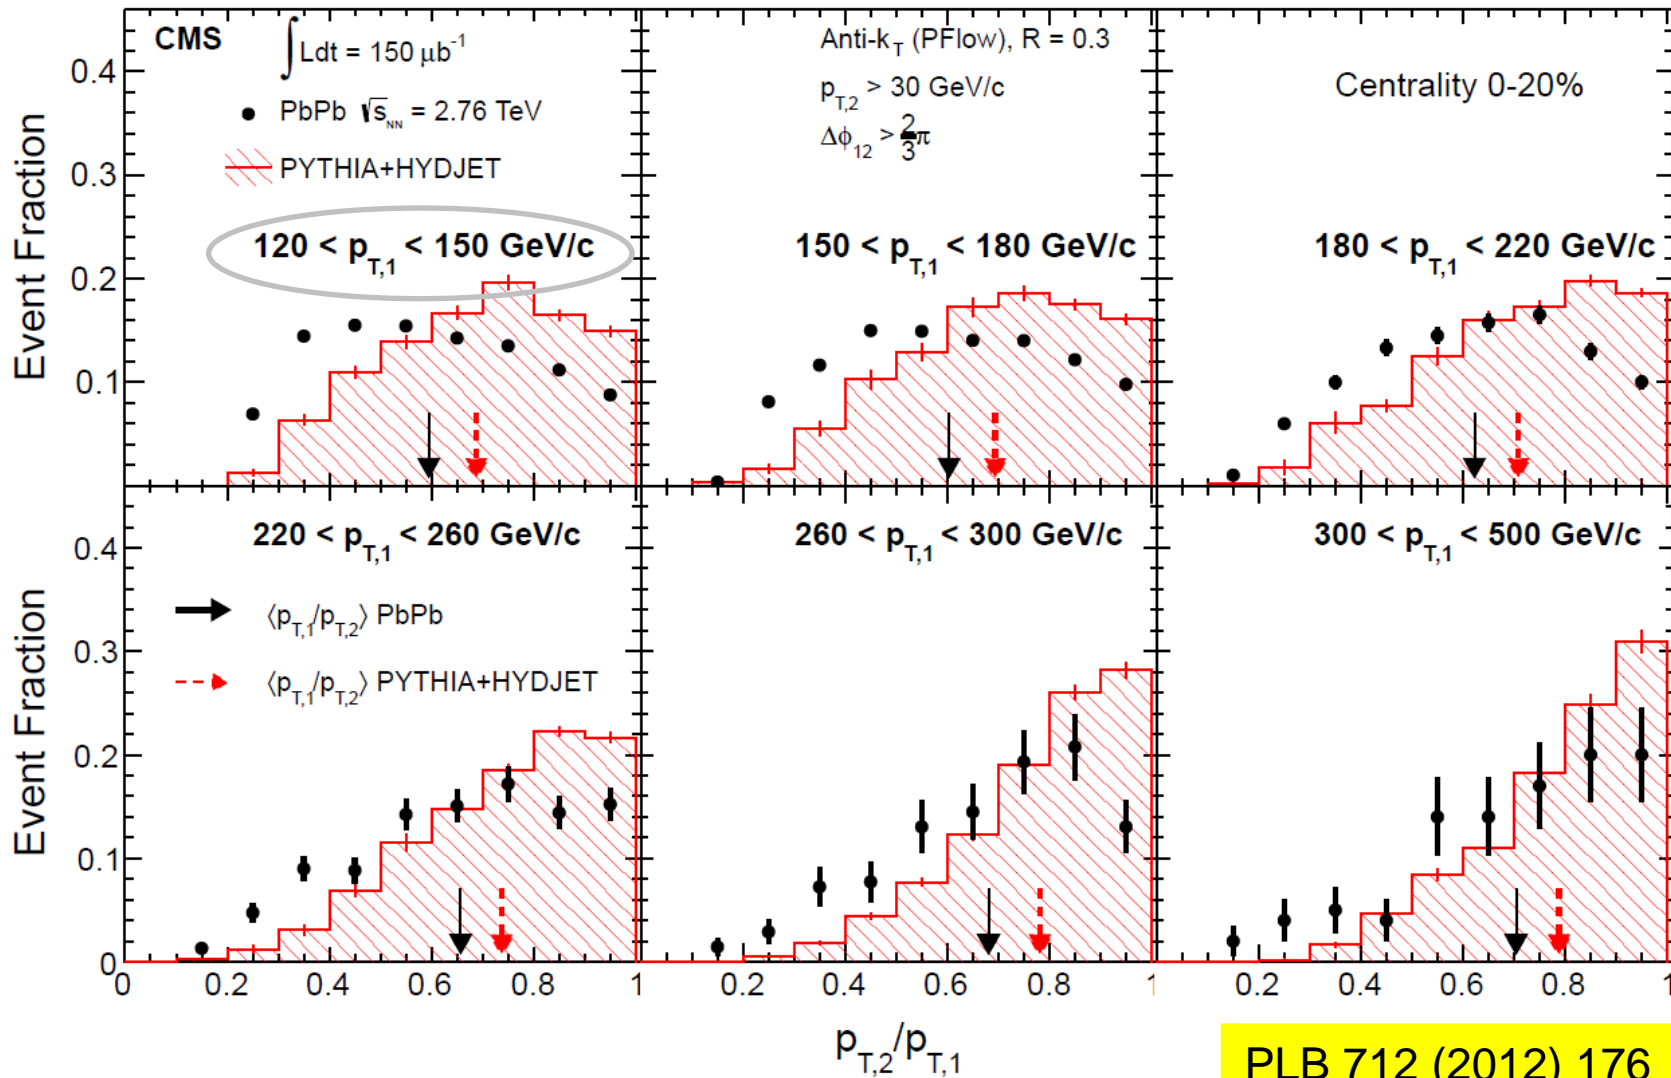 CMS
∫Ldt = 150 μb⁻¹
PbPb √s_NN = 2.76 TeV
PYTHIA+HYDJET
Anti-k_T (PFlow), R = 0.3
p_T,2 > 30 GeV/c
Δϕ_12 > 2/3 π
Centrality 0-20%
120 < p_T,1 < 150 GeV/c
150 < p_T,1 < 180 GeV/c
180 < p_T,1 < 220 GeV/c
Event Fraction
0.4
0.3
0.2
0.1
220 < p_T,1 < 260 GeV/c
260 < p_T,1 < 300 GeV/c
300 < p_T,1 < 500 GeV/c
⟨p_T,1/p_T,2⟩ PbPb
⟨p_T,1/p_T,2⟩ PYTHIA+HYDJET
Event Fraction
0.4
0.3
0.2
0.1
0
0 0.2 0.4 0.6 0.8 1
0.2 0.4 0.6 0.8 1
0.2 0.4 0.6 0.8 1
p_T,2/p_T,1
PLB 712 (2012) 176